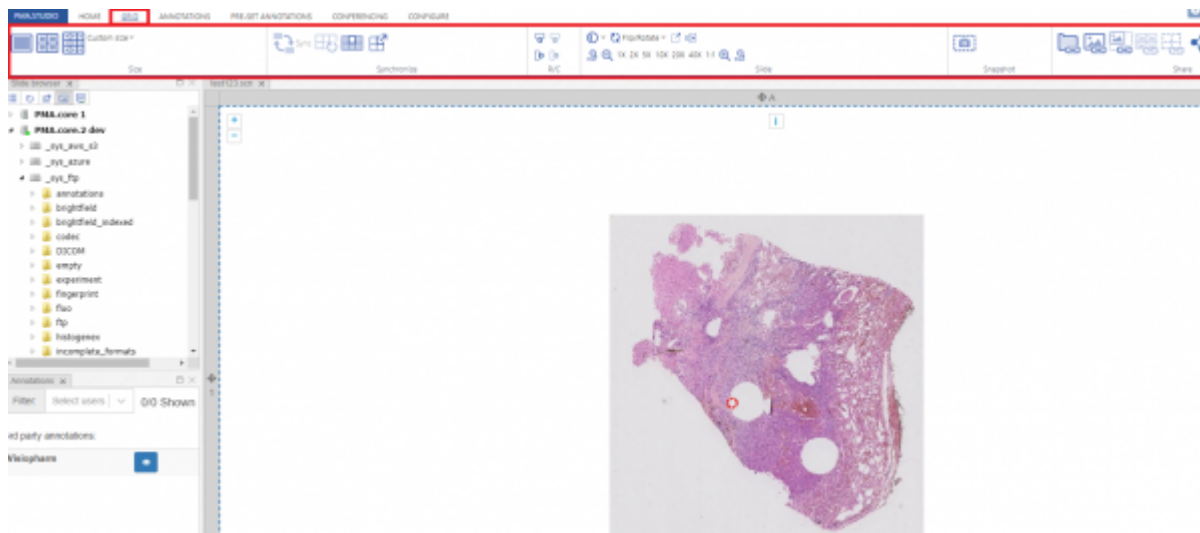 PMA.STUDIO HOME GRID ANNOTATIONS PRE-SET ANNOTATIONS CONFERENCING CONFIGURE
Custom size
Sync
Flip/Rotate
1X 2X 5X 10X 20X 40X 1:1
Size Synchronize R/C Slide Snapshot Share
Slide browser
test123.scn
A
PMA.core 1
PMA.core.2 dev
_sys_aws_s3
_sys_azure
_sys_ftp
annotations
brightfield
brightfield_indexed
codec
DICOM
empty
experiment
fingerprint
fluo
ftp
histogenex
incomplete_formats
Annotations
1
Filter: Select users 0/0 Shown
rd party annotations:
Visiopharm